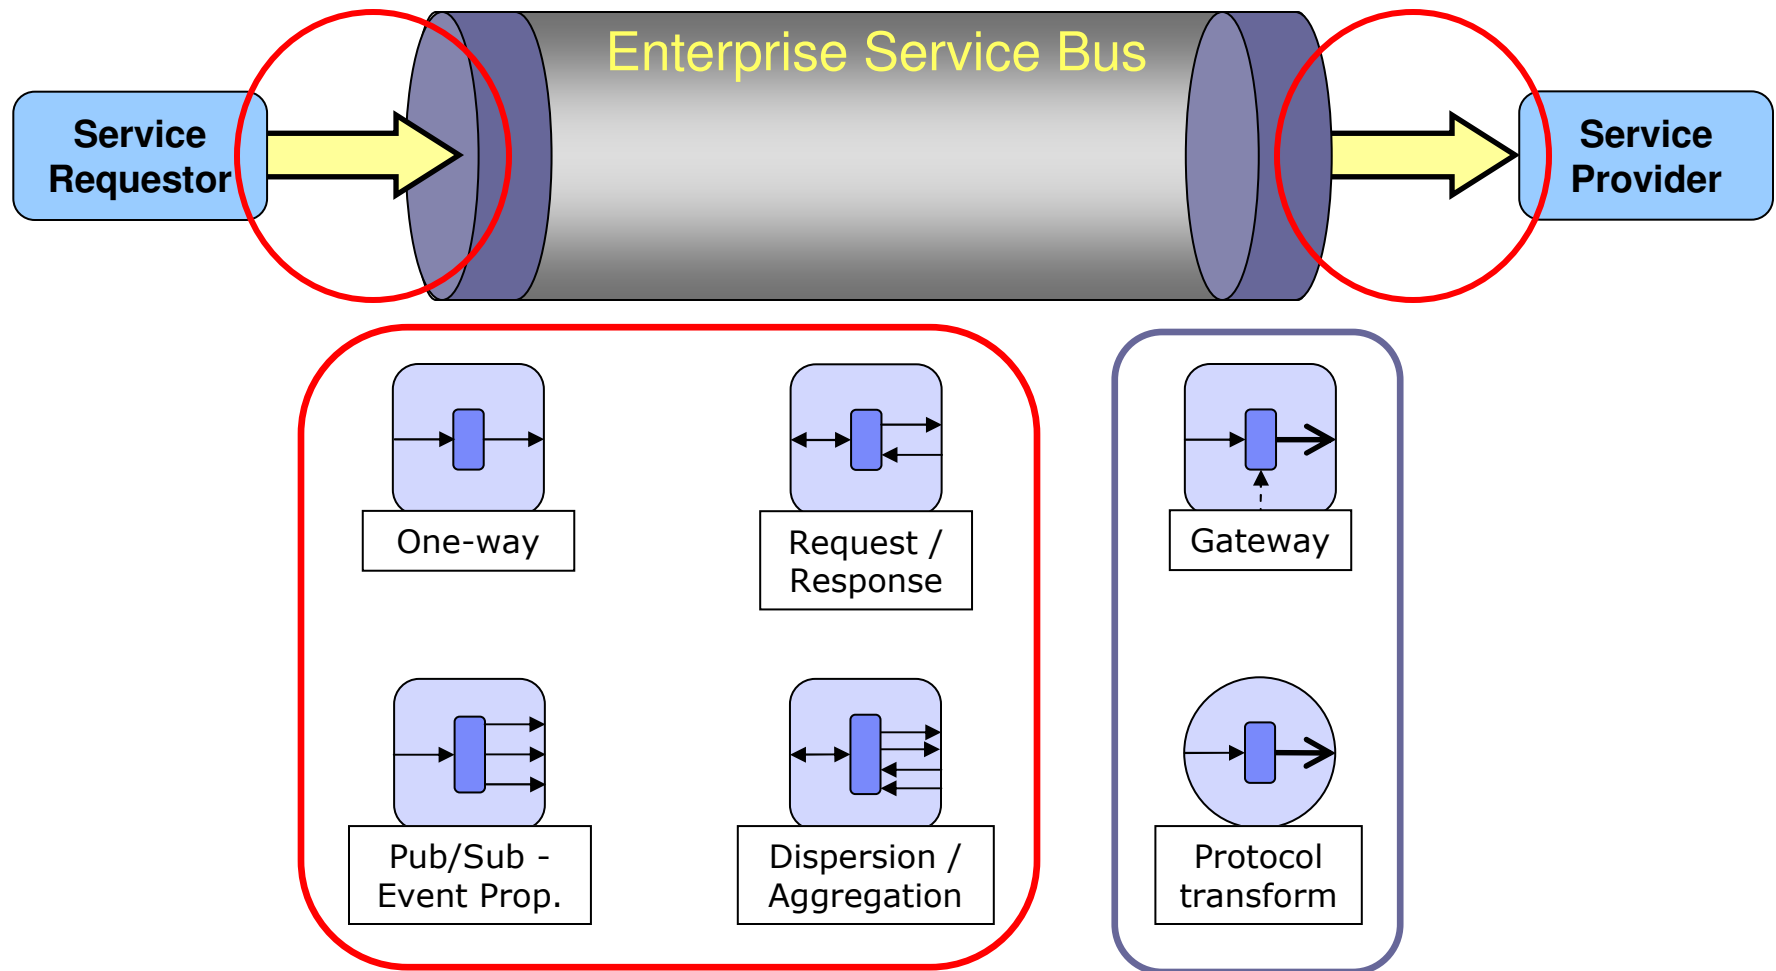 Enterprise Service Bus
Service
Requestor
Service
Provider
One-way
Request /
Response
Gateway
Pub/Sub -
Event Prop.
Dispersion /
Aggregation
Protocol
transform